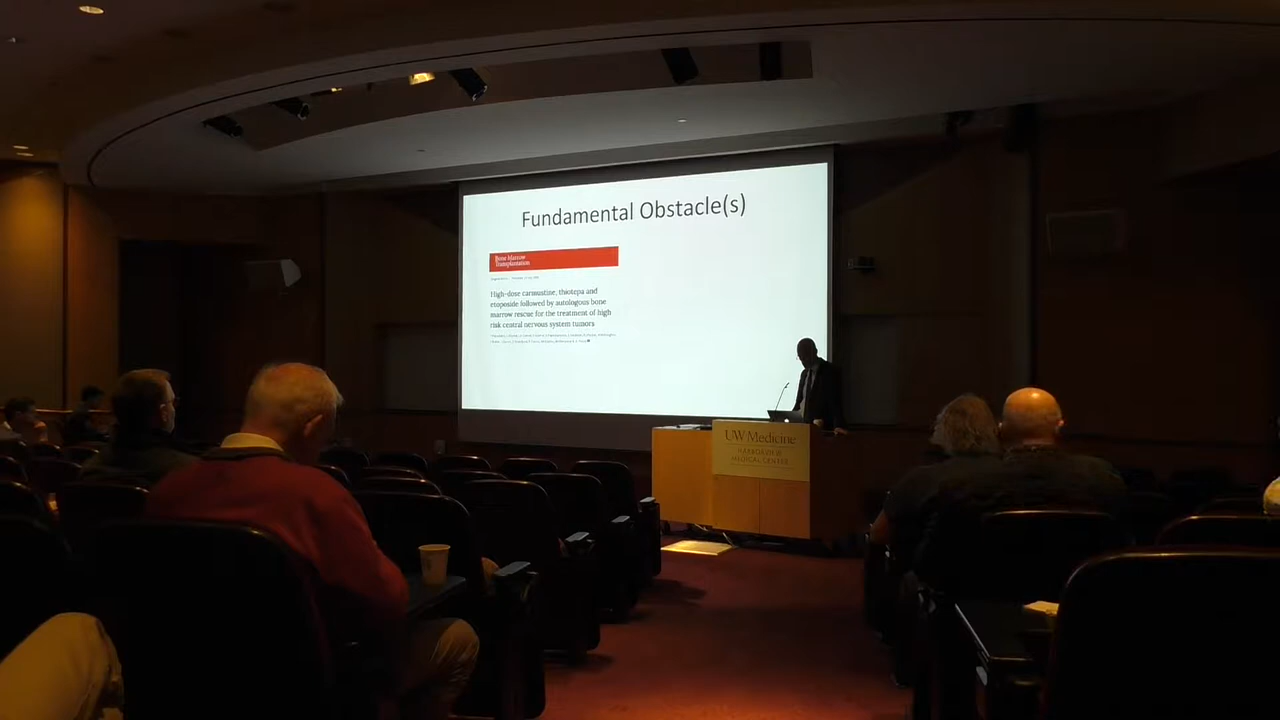 Fundamental Obstacle(s)
Bone Marrow
Transplantation
High-dose carmustine, thiotepa and
etoposide followed by autologous bone
marrow rescue for the treatment of high
risk central nervous system tumors
UW Medicine
HARBORVIEW
MEDICAL CENTER